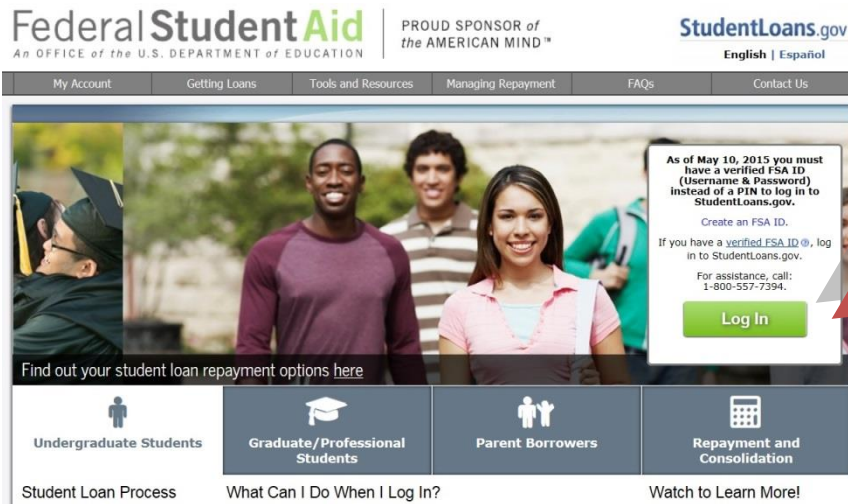 Federal Student Aid
An OFFICE of the U.S. DEPARTMENT of EDUCATION
PROUD SPONSOR of
the AMERICAN MIND™
StudentLoans.gov
English | Español
My Account
Getting Loans
Tools and Resources
Managing Repayment
FAQs
Contact Us
As of May 10, 2015 you must
have a verified FSA ID
(Username & Password)
instead of a PIN to log in to
StudentLoans.gov.
Create an FSA ID.
If you have a verified FSA ID, log
in to StudentLoans.gov.
For assistance, call:
1-800-557-7394.
Log In
Find out your student loan repayment options here
Undergraduate Students
Graduate/Professional
Students
Parent Borrowers
Repayment and
Consolidation
Student Loan Process
What Can I Do When I Log In?
Watch to Learn More!